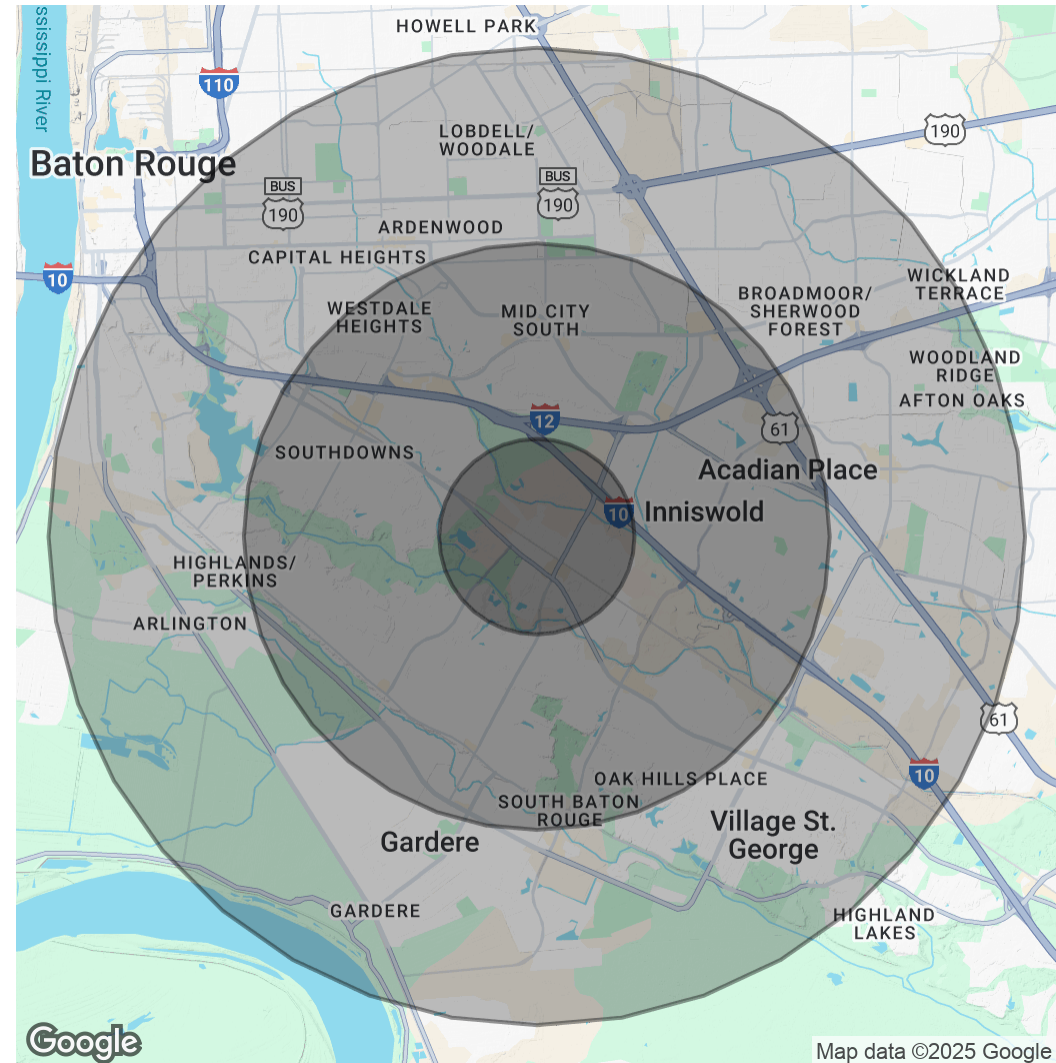 ssissippi River
HOWELL PARK
110
190
LOBDELL/
WOODALE
Baton Rouge
BUS
190
BUS
190
ARDENWOOD
CAPITAL HEIGHTS
10
WICKLAND
TERRACE
BROADMOOR/
SHERWOOD
FOREST
WESTDALE
HEIGHTS
MID CITY
SOUTH
WOODLAND
RIDGE
AFTON OAKS
12
61
SOUTHDOWNS
Acadian Place
10
Inniswold
HIGHLANDS/
PERKINS
ARLINGTON
61
10
OAK HILLS PLACE
SOUTH BATON
ROUGE
Village St.
George
Gardere
GARDERE
HIGHLAND
LAKES
Google
Map data ©2025 Google